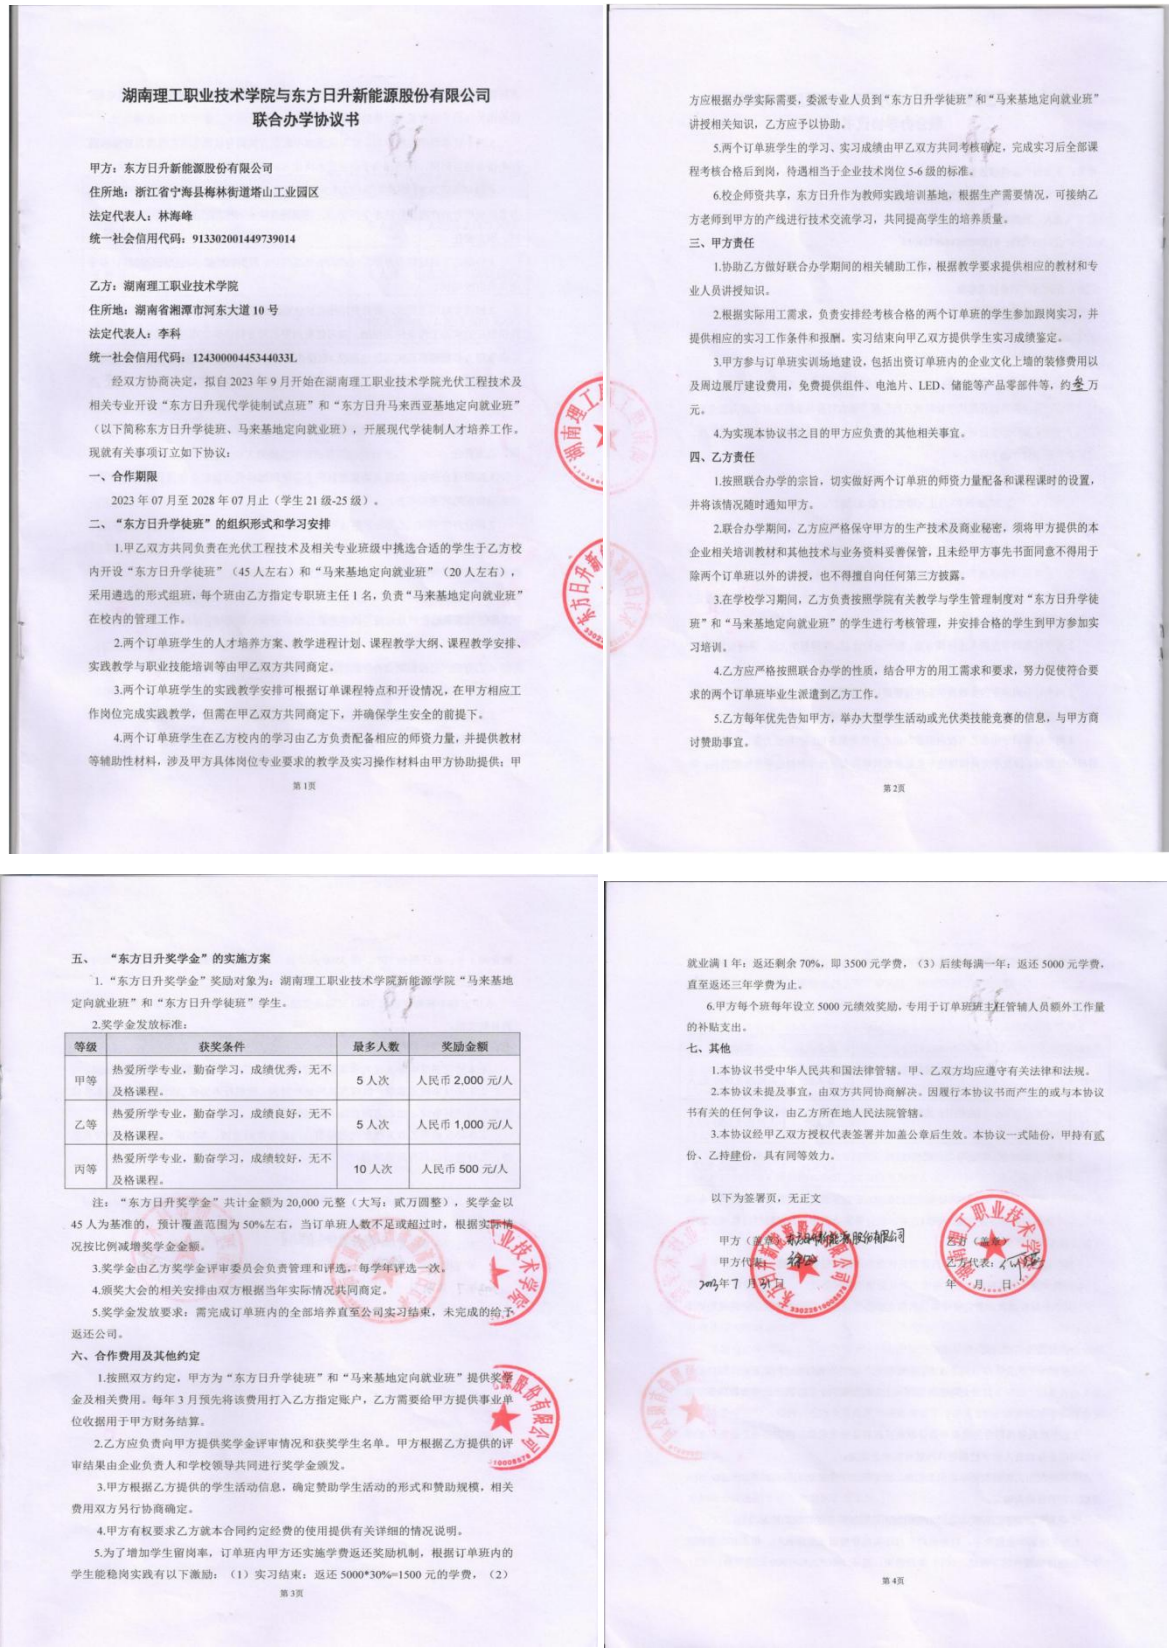 湖南理工职业技术学院与东方日升新能源股份有限公司
联合办学协议书
甲方：东方日升新能源股份有限公司
住所地：浙江省宁海县梅林街道塔山工业园区
法定代表人：林海峰
统一社会信用代码：913302001449739014
乙方：湖南理工职业技术学院
住所地：湖南省湘潭市河东大道 10 号
法定代表人：李科
统一社会信用代码：12430000445344033L
经双方协商决定，拟自 2023 年 9 月开始在湖南理工职业技术学院光伏工程技术及
相关专业开设“东方日升现代学徒制试点班”和“东方日升马来西亚基地定向就业班”
（以下简称东方日升学徒班、马来基地定向就业班），开展现代学徒制人才培养工作。
现就有关事项订立如下协议：
一、合作期限
2023 年 07 月至 2028 年 07 月止（学生 21 级-25 级）。
二、“东方日升学徒班”的组织形式和学习安排
1.甲乙双方共同负责在光伏工程技术及相关专业班级中挑选合适的学生于乙方校
内开设“东方日升学徒班”（45 人左右）和“马来基地定向就业班”（20 人左右），
采用遴选的形式组班，每个班由乙方指定专职班主任 1 名，负责“马来基地定向就业班”
在校内的管理工作。
2.两个订单班学生的人才培养方案、教学进程计划、课程教学大纲、课程教学安排、
实践教学与职业技能培训等由甲乙双方共同商定。
3.两个订单班学生的实践教学安排可根据订单课程特点和开设情况，在甲方相应工
作岗位完成实践教学，但需在甲乙双方共同商定下，并确保学生安全的前提下。
4.两个订单班学生在乙方校内的学习由乙方负责配备相应的师资力量，并提供教材
等辅助性材料，涉及甲方具体岗位专业要求的教学及实习操作材料由甲方协助提供；甲
第 1页
方应根据办学实际需要，委派专业人员到“东方日升学徒班”和“马来基地定向就业班”
讲授相关知识，乙方应予以协助。
5.两个订单班学生的学习、实习成绩由甲乙双方共同考核确定，完成实习后全部课
程考核合格后到岗，待遇相当于企业技术岗位 5-6 级的标准。
6.校企师资共享，东方日升作为教师实践培训基地，根据生产需要情况，可接纳乙
方老师到甲方的产线进行技术交流学习，共同提高学生的培养质量。
三、甲方责任
1.协助乙方做好联合办学期间的相关辅助工作，根据教学要求提供相应的教材和专
业人员讲授知识。
2.根据实际用工需求，负责安排经考核合格的两个订单班的学生参加跟岗实习，并
提供相应的实习工作条件和报酬。实习结束向甲乙双方提供学生实习成绩鉴定。
3.甲方参与订单班实训场地建设，包括出资订单班内的企业文化上墙的装修费用以
及周边展厅建设费用，免费提供组件、电池片、LED、储能等产品零部件等，约叁万
元。
4.为实现本协议书之目的甲方应负责的其他相关事宜。
四、乙方责任
1.按照联合办学的宗旨，切实做好两个订单班的师资力量配备和课程课时的设置，
并将该情况随时通知甲方。
2.联合办学期间，乙方应严格保守甲方的生产技术及商业秘密，须将甲方提供的本
企业相关培训教材和其他技术与业务资料妥善保管，且未经甲方事先书面同意不得用于
除两个订单班以外的讲授，也不得擅自向任何第三方披露。
3.在学校学习期间，乙方负责按照学院有关教学与学生管理制度对“东方日升学徒
班”和“马来基地定向就业班”的学生进行考核管理，并安排合格的学生到甲方参加实
习培训。
4.乙方应严格按照联合办学的性质，结合甲方的用工需求和要求，努力促使符合要
求的两个订单班毕业生派遣到乙方工作。
5.乙方每年优先告知甲方，举办大型学生活动或光伏类技能竞赛的信息，与甲方商
讨赞助事宜。
第 2页
五、 “东方日升奖学金”的实施方案
1. “东方日升奖学金”奖励对象为：湖南理工职业技术学院新能源学院“马来基地
定向就业班”和“东方日升学徒班”学生。
2.奖学金发放标准：
等级 获奖条件 最多人数 奖励金额
甲等 热爱所学专业，勤奋学习，成绩优秀，无不
及格课程。 5 人次 人民币 2,000 元/人
乙等 热爱所学专业，勤奋学习，成绩良好，无不
及格课程。 5 人次 人民币 1,000 元/人
丙等 热爱所学专业，勤奋学习，成绩较好，无不
及格课程。 10 人次 人民币 500 元/人
注：“东方日升奖学金”共计金额为 20,000 元整（大写：贰万圆整），奖学金以
45 人为基准的，预计覆盖范围为 50%左右，当订单班人数不足或超过时，根据实际情
况按比例减增奖学金金额。
3.奖学金由乙方奖学金评审委员会负责管理和评选，每学年评选一次。
4.颁奖大会的相关安排由双方根据当年实际情况共同商定。
5.奖学金发放要求：需完成订单班内的全部培养直至公司实习结束，未完成的给予
返还公司。
六、合作费用及其他约定
1.按照双方约定，甲方为“东方日升学徒班”和“马来基地定向就业班”提供奖学
金及相关费用。每年 3 月预先将该费用打入乙方指定账户，乙方需要给甲方提供事业单
位收据用于甲方财务结算。
2.乙方应负责向甲方提供奖学金评审情况和获奖学生名单。甲方根据乙方提供的评
审结果由企业负责人和学校领导共同进行奖学金颁发。
3.甲方根据乙方提供的学生活动信息，确定赞助学生活动的形式和赞助规模，相关
费用双方另行协商确定。
4.甲方有权要求乙方就本合同约定经费的使用提供有关详细的情况说明。
5.为了增加学生留岗率，订单班内甲方还实施学费返还奖励机制，根据订单班内的
学生能稳岗实践有以下激励：（1）实习结束：返还 5000*30%=1500 元的学费，（2）
第 3页
就业满 1 年：返还剩余 70%，即 3500 元学费，（3）后续每满一年：返还 5000 元学费，
直至返还三年学费为止。
6.甲方每个班每年设立 5000 元绩效奖励，专用于订单班班主任管辅人员额外工作量
的补贴支出。
七、其他
1.本协议书受中华人民共和国法律管辖。甲、乙双方均应遵守有关法律和法规。
2.本协议未提及事宜，由双方共同协商解决。因履行本协议书而产生的或与本协议
书有关的任何争议，由乙方所在地人民法院管辖。
3.本协议经甲乙双方授权代表签署并加盖公章后生效。本协议一式陆份，甲持有贰
份、乙持肆份，具有同等效力。
以下为签署页，无正文
甲方（盖章）：东方日升新能源股份有限公司 乙方（盖章）
甲方代表： 乙方代表：
2023年 7 月 31 日 年 月 日
第 4页